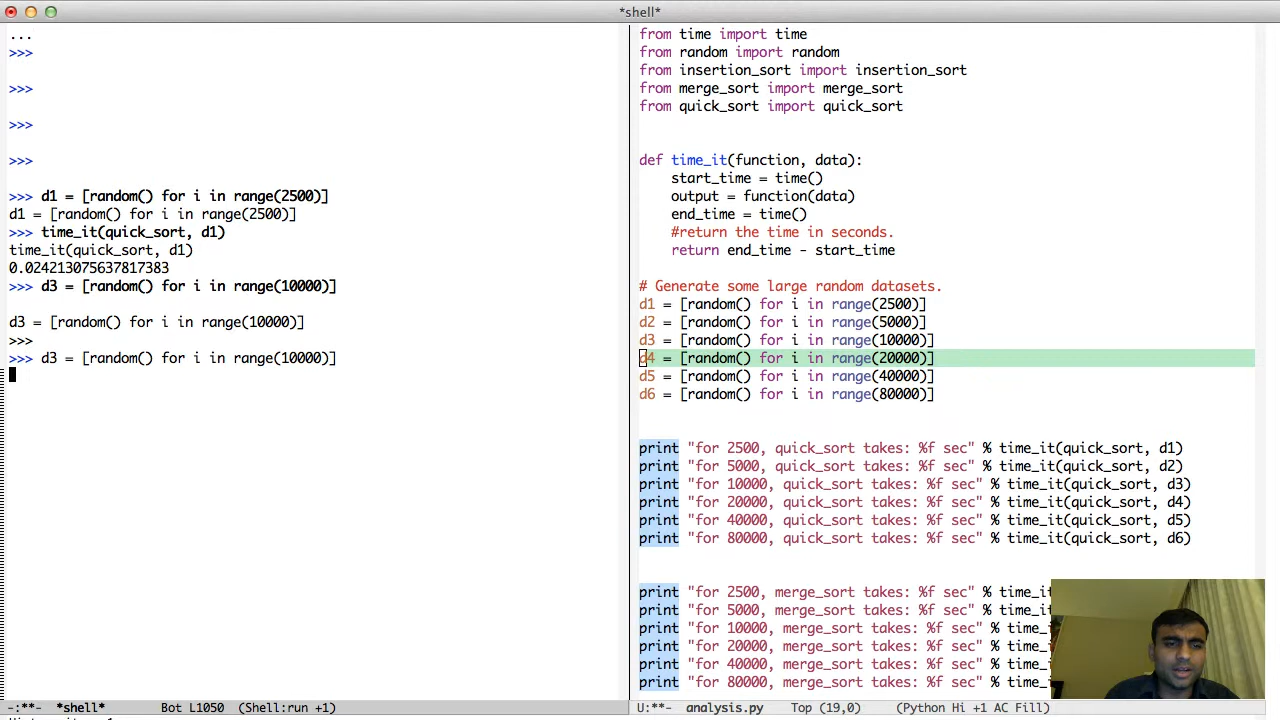 *shell*
...
>>>
>>>
>>>
>>>
>>> d1 = [random() for i in range(2500)]
d1 = [random() for i in range(2500)]
>>> time_it(quick_sort, d1)
time_it(quick_sort, d1)
0.024213075637817383
>>> d3 = [random() for i in range(10000)]
d3 = [random() for i in range(10000)]
>>>
>>> d3 = [random() for i in range(10000)]
-:**-  *shell*  Bot L1050  (Shell:run +1)
from time import time
from random import random
from insertion_sort import insertion_sort
from merge_sort import merge_sort
from quick_sort import quick_sort
def time_it(function, data):
    start_time = time()
    output = function(data)
    end_time = time()
    #return the time in seconds.
    return end_time - start_time
# Generate some large random datasets.
d1 = [random() for i in range(2500)]
d2 = [random() for i in range(5000)]
d3 = [random() for i in range(10000)]
d4 = [random() for i in range(20000)]
d5 = [random() for i in range(40000)]
d6 = [random() for i in range(80000)]
print "for 2500, quick_sort takes: %f sec" % time_it(quick_sort, d1)
print "for 5000, quick_sort takes: %f sec" % time_it(quick_sort, d2)
print "for 10000, quick_sort takes: %f sec" % time_it(quick_sort, d3)
print "for 20000, quick_sort takes: %f sec" % time_it(quick_sort, d4)
print "for 40000, quick_sort takes: %f sec" % time_it(quick_sort, d5)
print "for 80000, quick_sort takes: %f sec" % time_it(quick_sort, d6)
print "for 2500, merge_sort takes: %f sec" % time_it
print "for 5000, merge_sort takes: %f sec" % time_it
print "for 10000, merge_sort takes: %f sec" % time_
print "for 20000, merge_sort takes: %f sec" % time_
print "for 40000, merge_sort takes: %f sec" % time_
print "for 80000, merge_sort takes: %f sec" % time_
U:**-  analysis.py  Top (19,0)  (Python Hi +1 AC Fill)